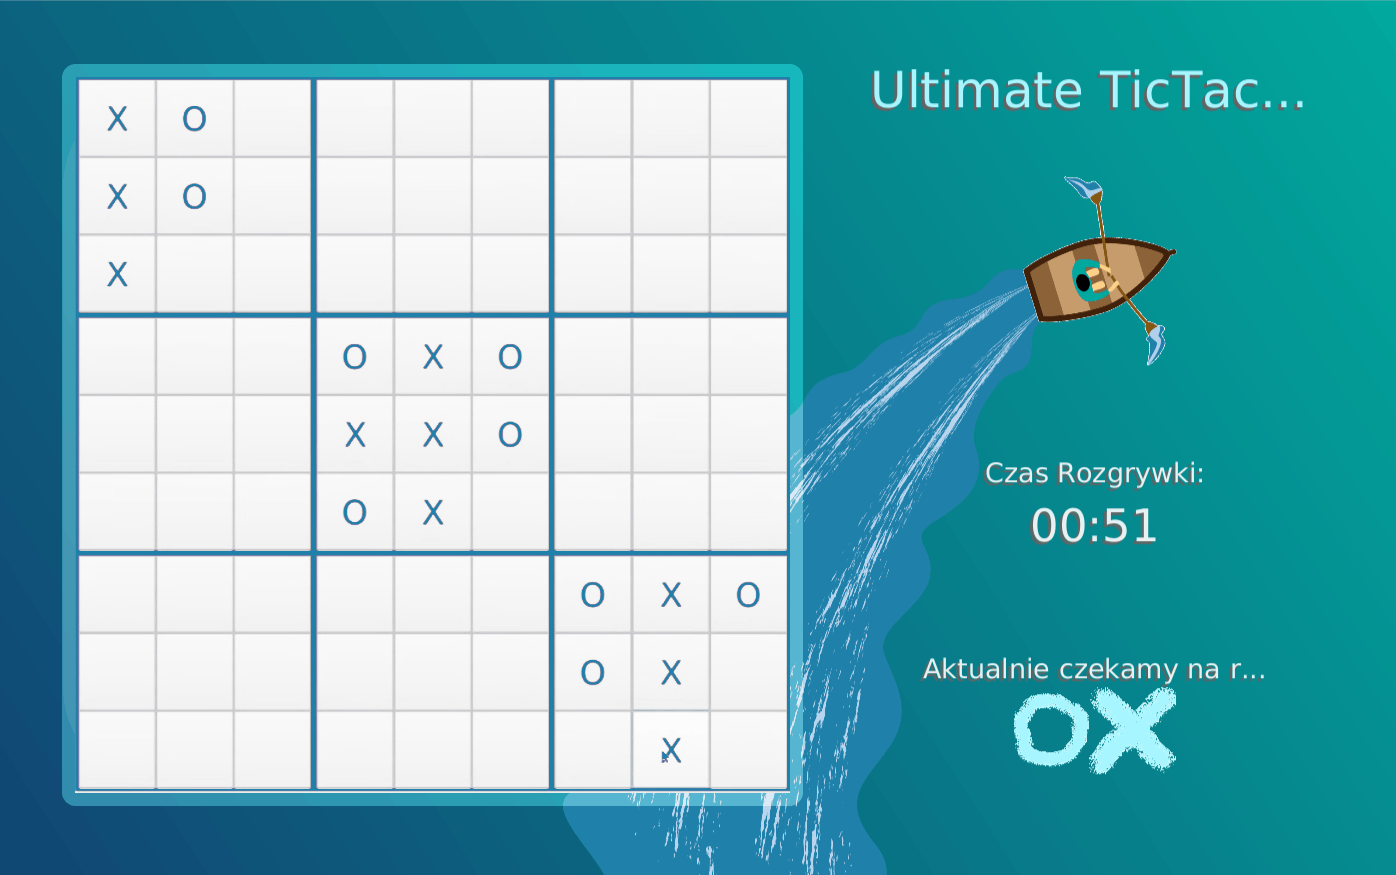 Ultimate TicTac...
X O
X O
X
O X O
X X O
O X
O X O
O X
X
Czas Rozgrywki:
00:51
Aktualnie czekamy na r...
OX